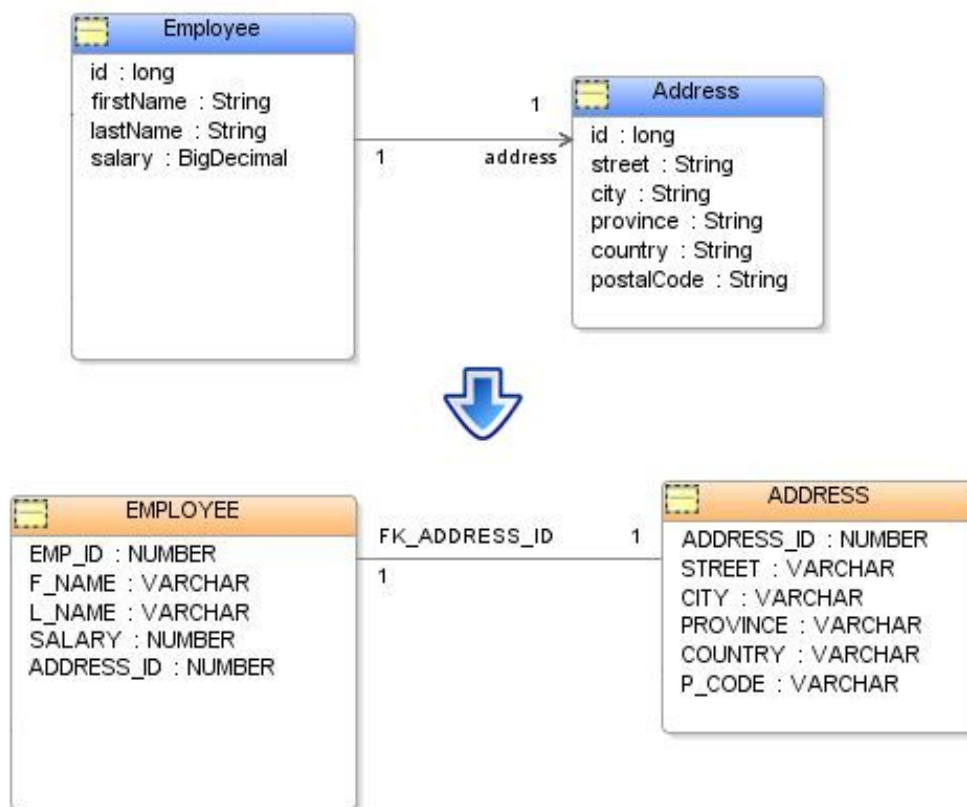 Employee
id : long
firstName : String
lastName : String
salary : BigDecimal
1
1
address
Address
id : long
street : String
city : String
province : String
country : String
postalCode : String
EMPLOYEE
EMP_ID : NUMBER
F_NAME : VARCHAR
L_NAME : VARCHAR
SALARY : NUMBER
ADDRESS_ID : NUMBER
FK_ADDRESS_ID
1
1
ADDRESS
ADDRESS_ID : NUMBER
STREET : VARCHAR
CITY : VARCHAR
PROVINCE : VARCHAR
COUNTRY : VARCHAR
P_CODE : VARCHAR